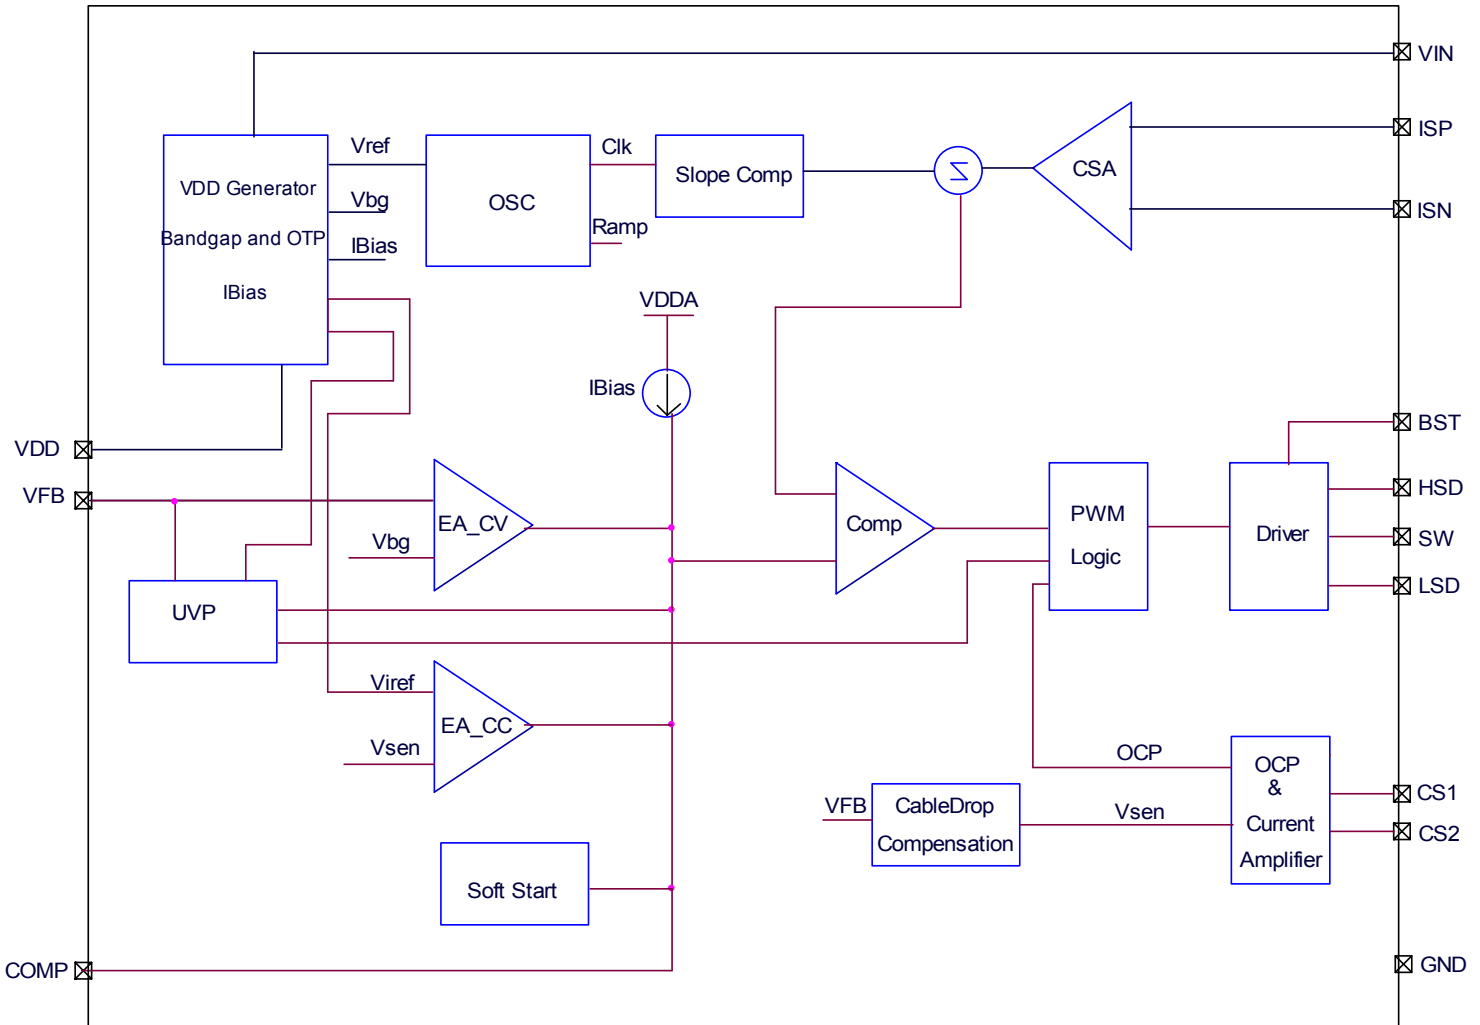 VIN
ISP
ISN
Vref
Clk
VDD Generator
Vbg
OSC
Slope Comp
Σ
CSA
Bandgap and OTP
IBias
Ramp
IBias
VDDA
IBias
VDD
VFB
BST
HSD
SW
LSD
EA_CV
Vbg
Comp
PWM
Logic
Driver
UVP
Viref
EA_CC
Vsen
OCP
OCP
&
Current
Amplifier
VFB
CableDrop
Compensation
Vsen
CS1
CS2
Soft Start
COMP
GND